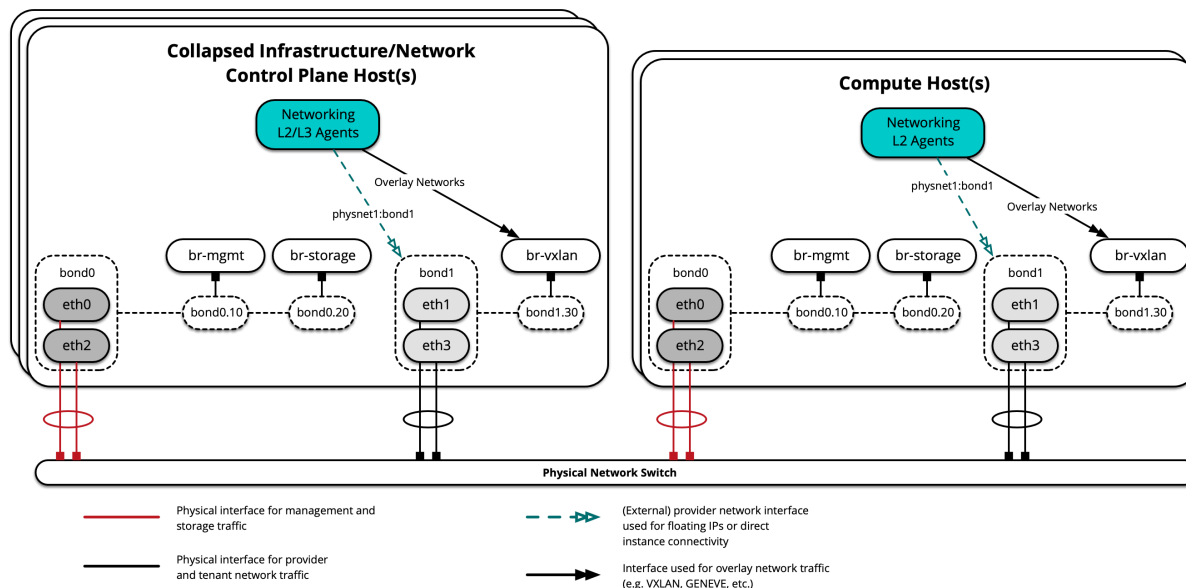 Collapsed Infrastructure/Network
Control Plane Host(s)
Networking
L2/L3 Agents
Overlay Networks
physnet1:bond1
br-mgmt
br-storage
br-vxlan
bond0
bond1
eth0
eth1
bond0.10
bond0.20
bond1.30
eth2
eth3
Compute Host(s)
Networking
L2 Agents
physnet1:bond1
Overlay Networks
br-mgmt
br-storage
br-vxlan
bond0
bond1
eth0
eth1
bond0.10
bond0.20
bond1.30
eth2
eth3
Physical Network Switch
Physical interface for management and
storage traffic
Physical interface for provider
and tenant network traffic
(External) provider network interface
used for floating IPs or direct
instance connectivity
Interface used for overlay network traffic
(e.g. VXLAN, GENEVE, etc.)